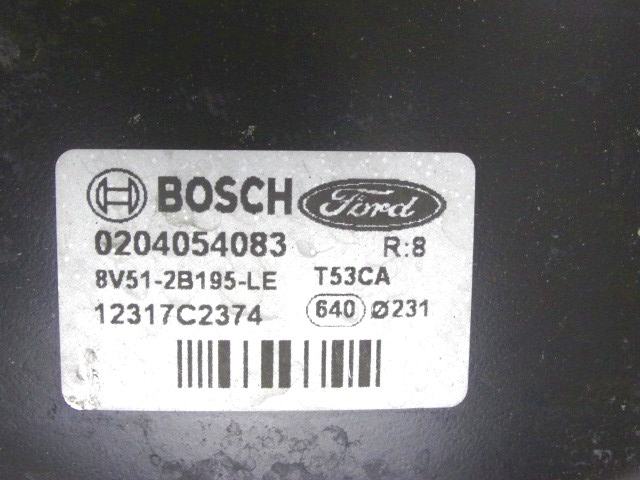 BOSCH Ford
0204054083 R:8
8V51-2B195-LE T53CA
12317C2374 640 Ø231